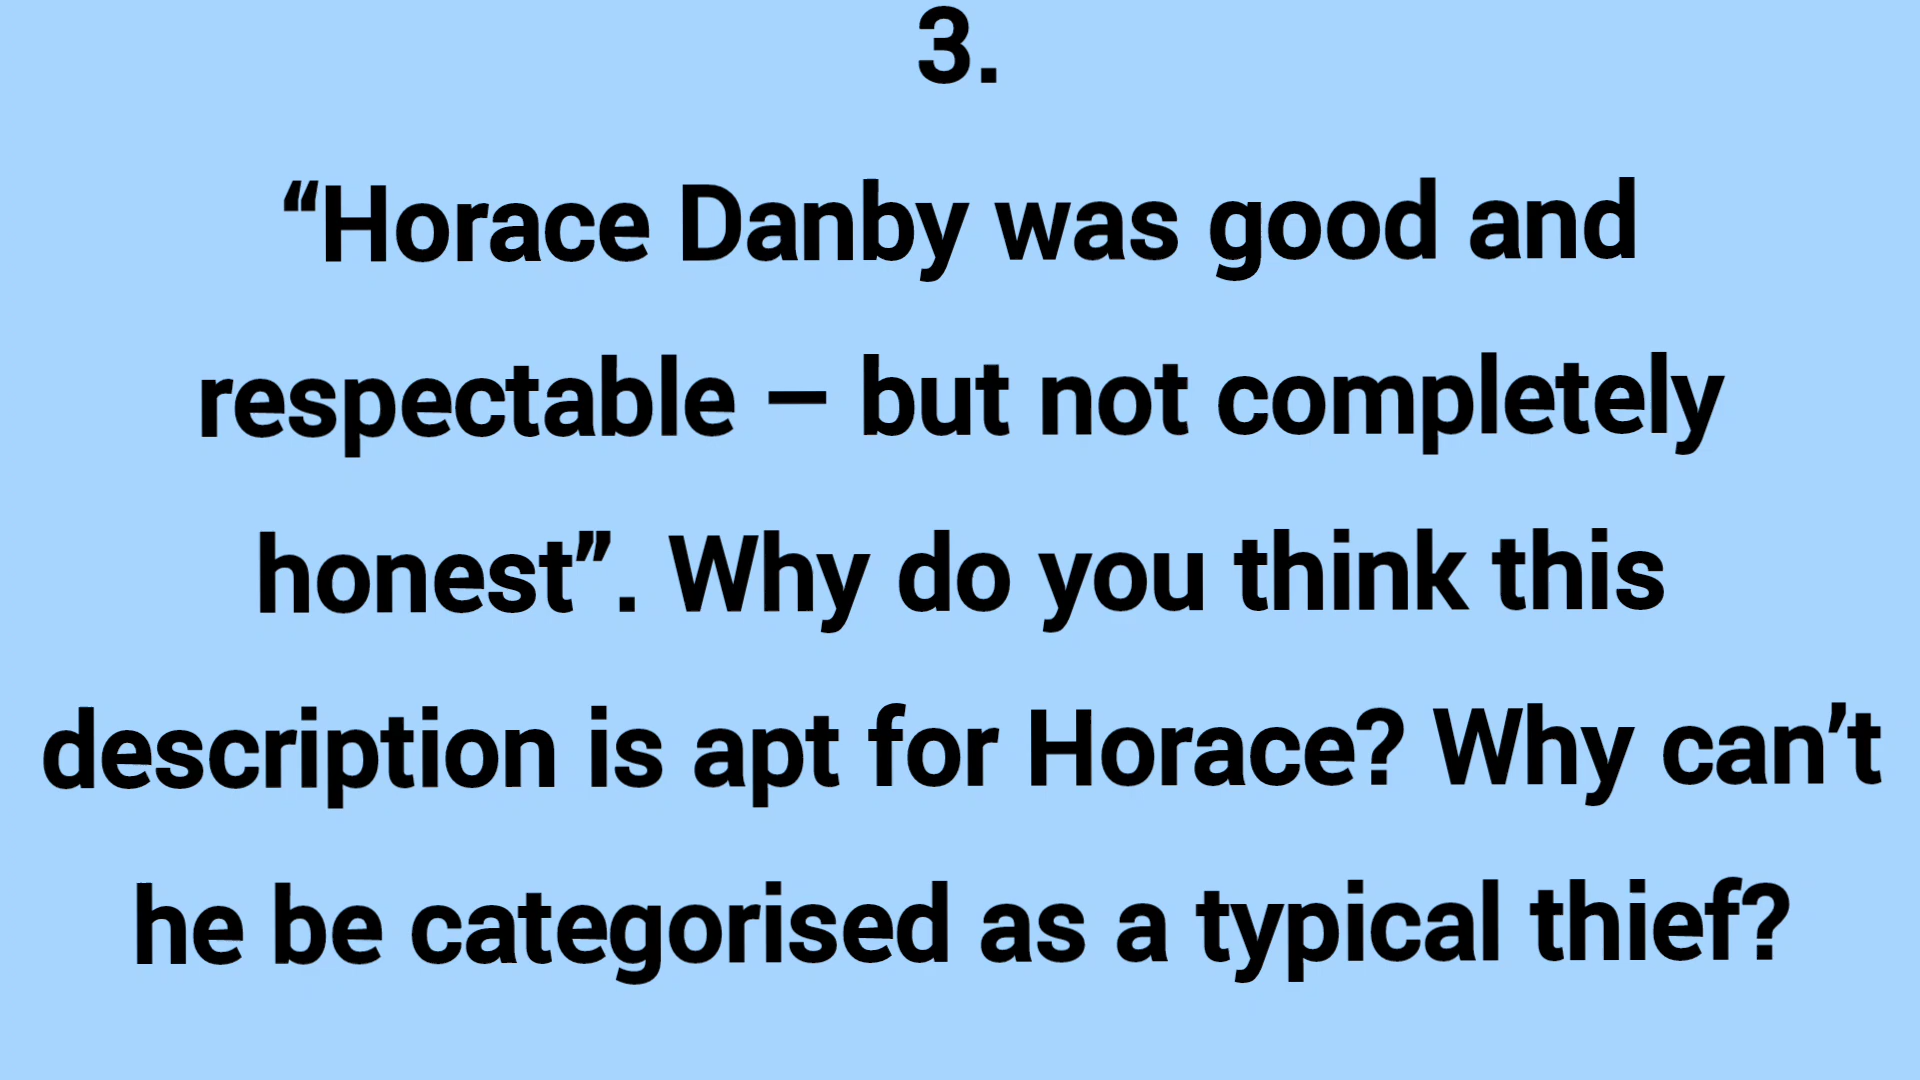 3.
“Horace Danby was good and
respectable – but not completely
honest”. Why do you think this
description is apt for Horace? Why can’t
he be categorised as a typical thief?